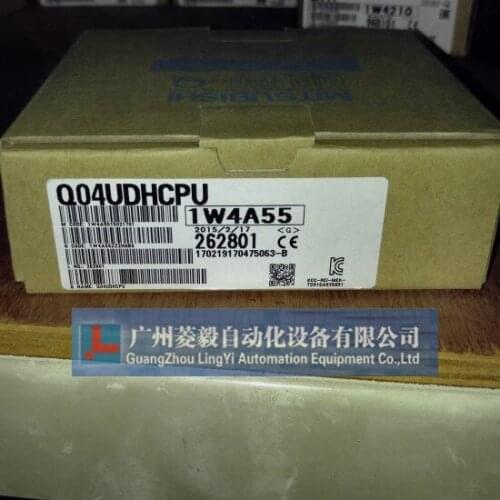 1W4210
MITSUBISHI
Q04UDHCPU
1W4A55
2015/2/17 <G>
262801 CE
170219170475063-B
广州菱毅自动化设备有限公司
GuangZhou LingYi Automation Equipment Co.,Ltd